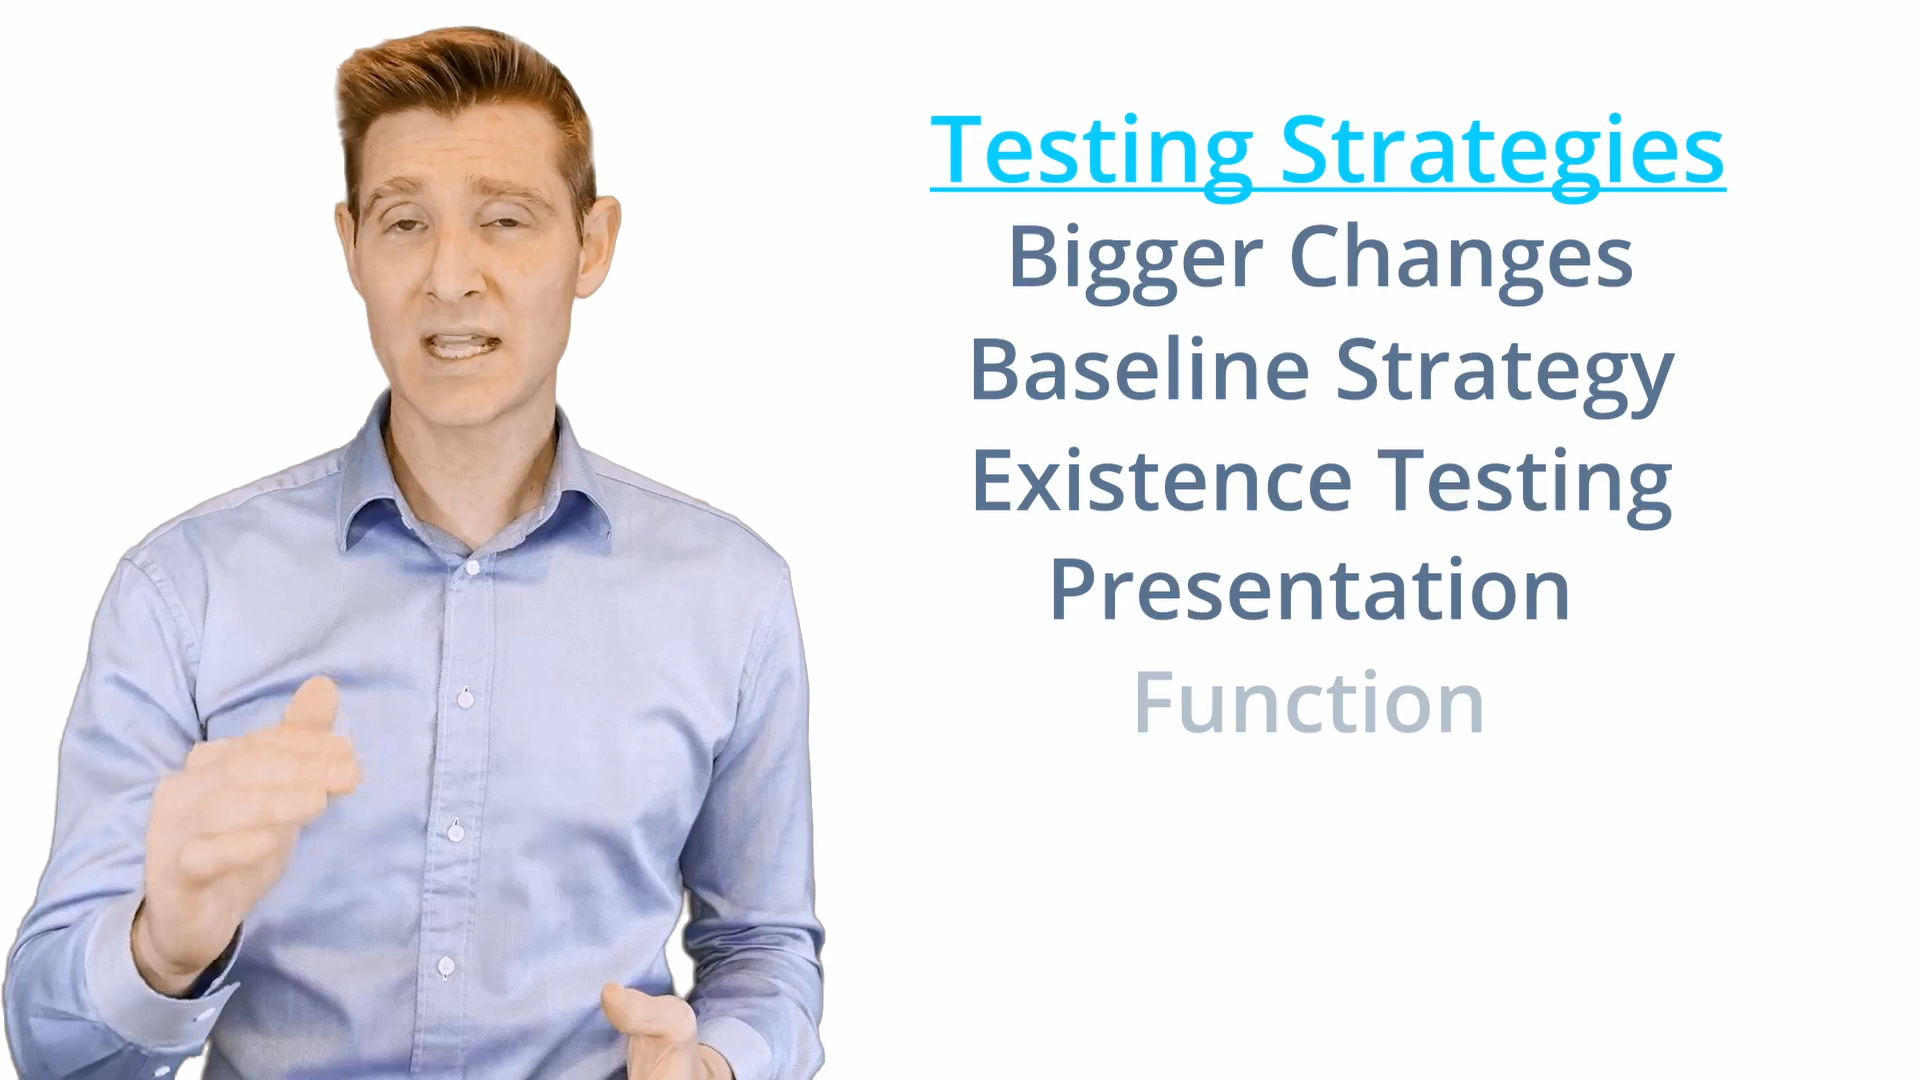 Testing Strategies
Bigger Changes
Baseline Strategy
Existence Testing
Presentation
Function